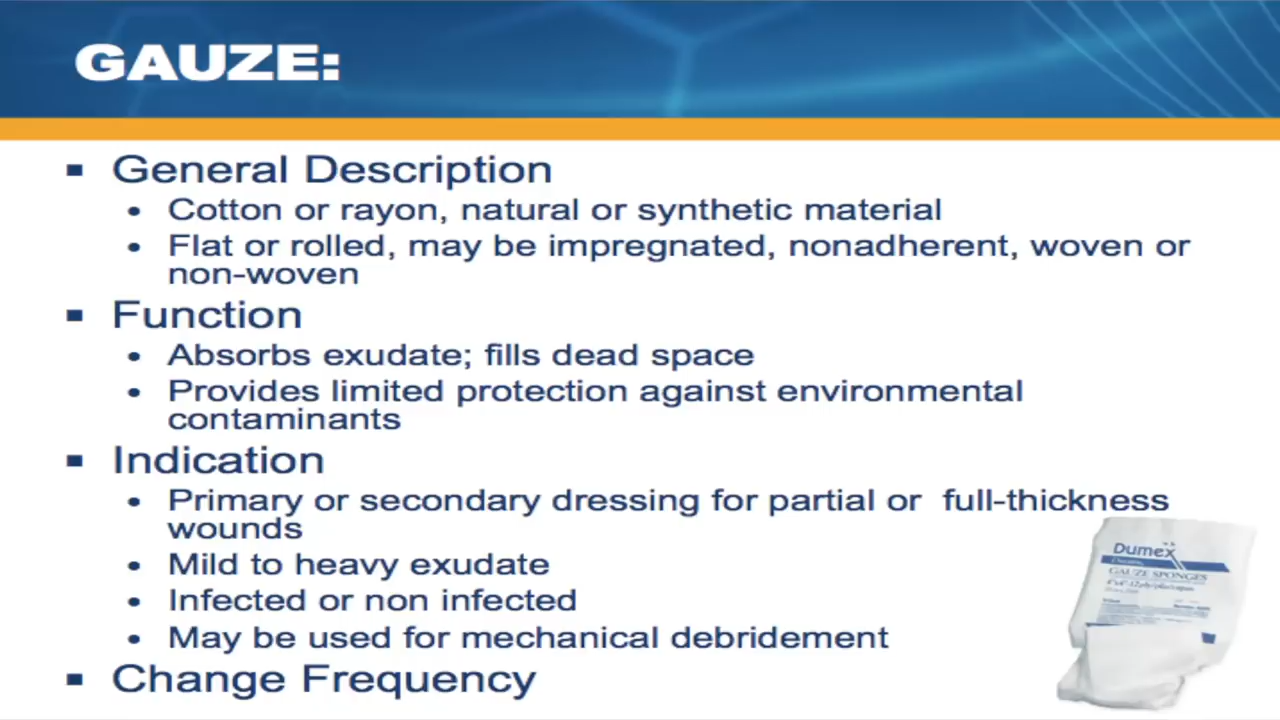 GAUZE:
▪ General Description
• Cotton or rayon, natural or synthetic material
• Flat or rolled, may be impregnated, nonadherent, woven or
non-woven
▪ Function
• Absorbs exudate; fills dead space
• Provides limited protection against environmental
contaminants
▪ Indication
• Primary or secondary dressing for partial or full-thickness
wounds
• Mild to heavy exudate
• Infected or non infected
• May be used for mechanical debridement
▪ Change Frequency
Dumex
GAUZE SPONGES